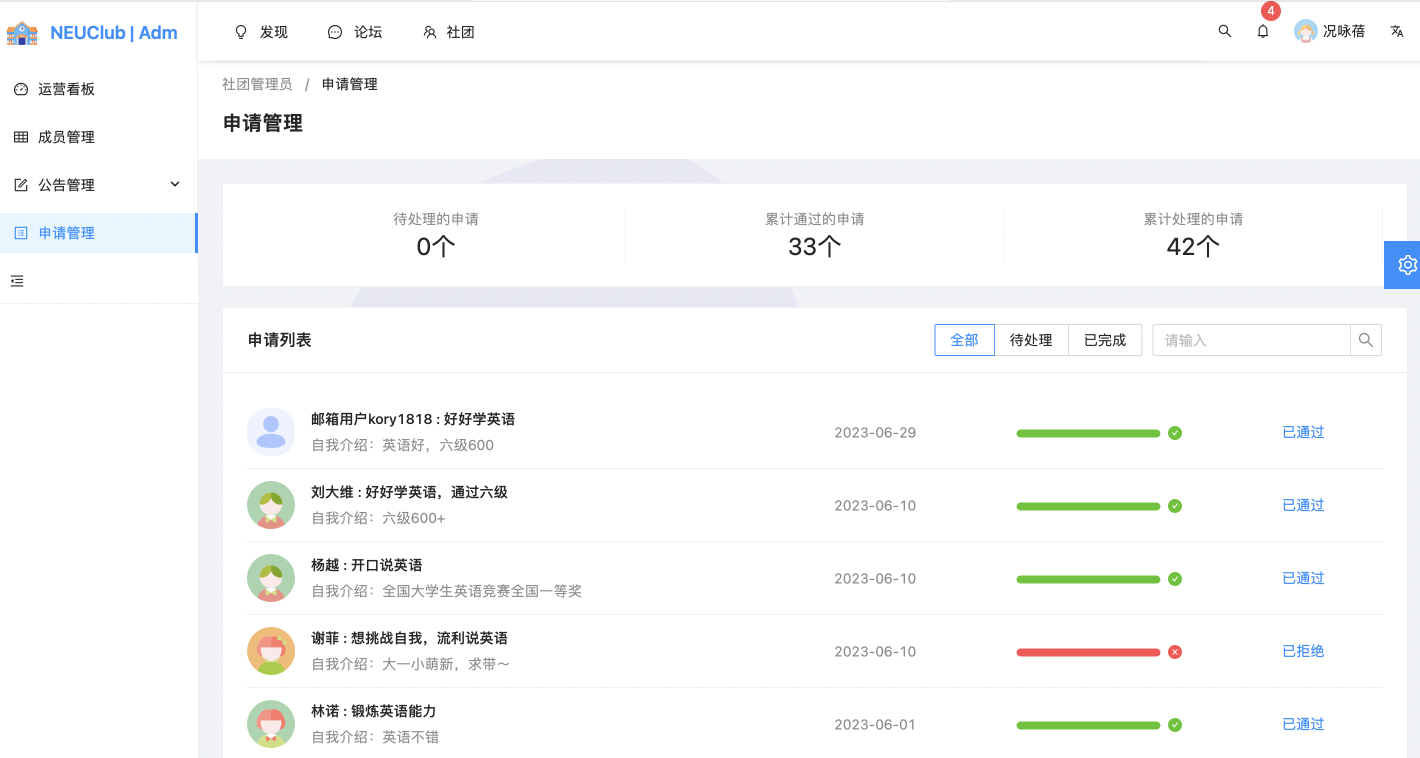 NEUClub | Adm
发现
论坛
社团
4
况咏蓓
运营看板
成员管理
公告管理
申请管理
社团管理员 / 申请管理
申请管理
待处理的申请
0个
累计通过的申请
33个
累计处理的申请
42个
申请列表
全部
待处理
已完成
请输入
邮箱用户kory1818 : 好好学英语
自我介绍：英语好，六级600
2023-06-29
已通过
刘大维 : 好好学英语，通过六级
自我介绍：六级600+
2023-06-10
已通过
杨越 : 开口说英语
自我介绍：全国大学生英语竞赛全国一等奖
2023-06-10
已通过
谢菲 : 想挑战自我，流利说英语
自我介绍：大一小萌新，求带～
2023-06-10
已拒绝
林诺 : 锻炼英语能力
自我介绍：英语不错
2023-06-01
已通过